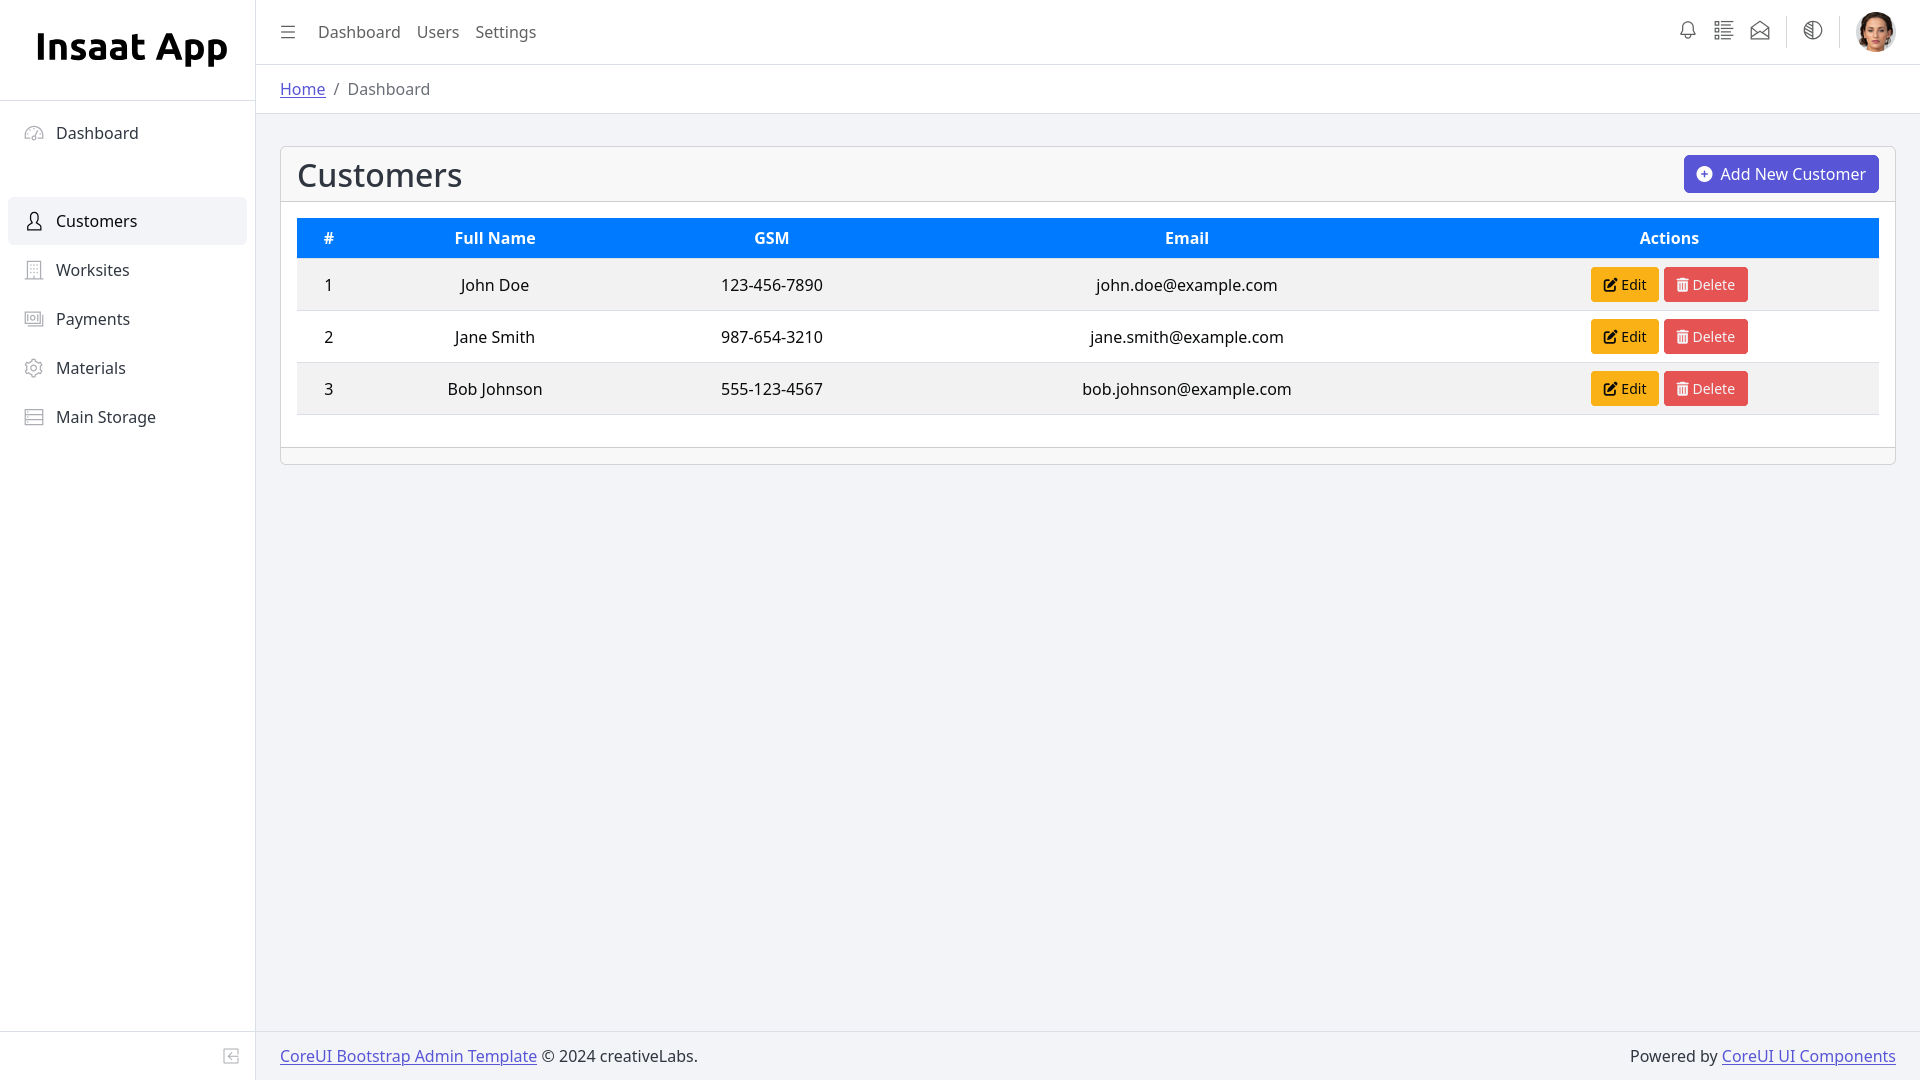 Insaat App
Dashboard Users Settings
Home / Dashboard
Dashboard
Customers
Worksites
Payments
Materials
Main Storage
Customers
Add New Customer
# Full Name GSM Email Actions
1 John Doe 123-456-7890 john.doe@example.com Edit Delete
2 Jane Smith 987-654-3210 jane.smith@example.com Edit Delete
3 Bob Johnson 555-123-4567 bob.johnson@example.com Edit Delete
CoreUI Bootstrap Admin Template © 2024 creativeLabs.
Powered by CoreUI UI Components